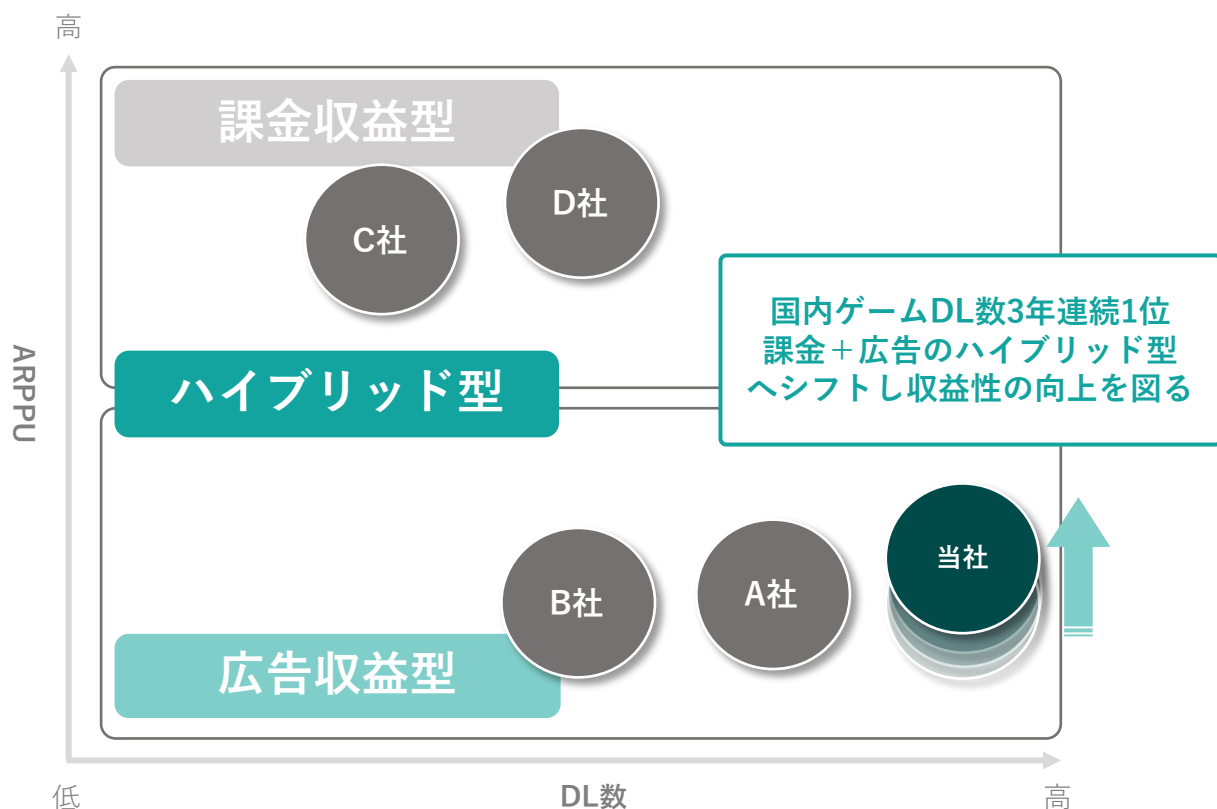 高
課金収益型
D社
C社
国内ゲームDL数3年連続1位
課金＋広告のハイブリッド型
へシフトし収益性の向上を図る
ARPPU
ハイブリッド型
当社
A社
B社
広告収益型
低
DL数
高